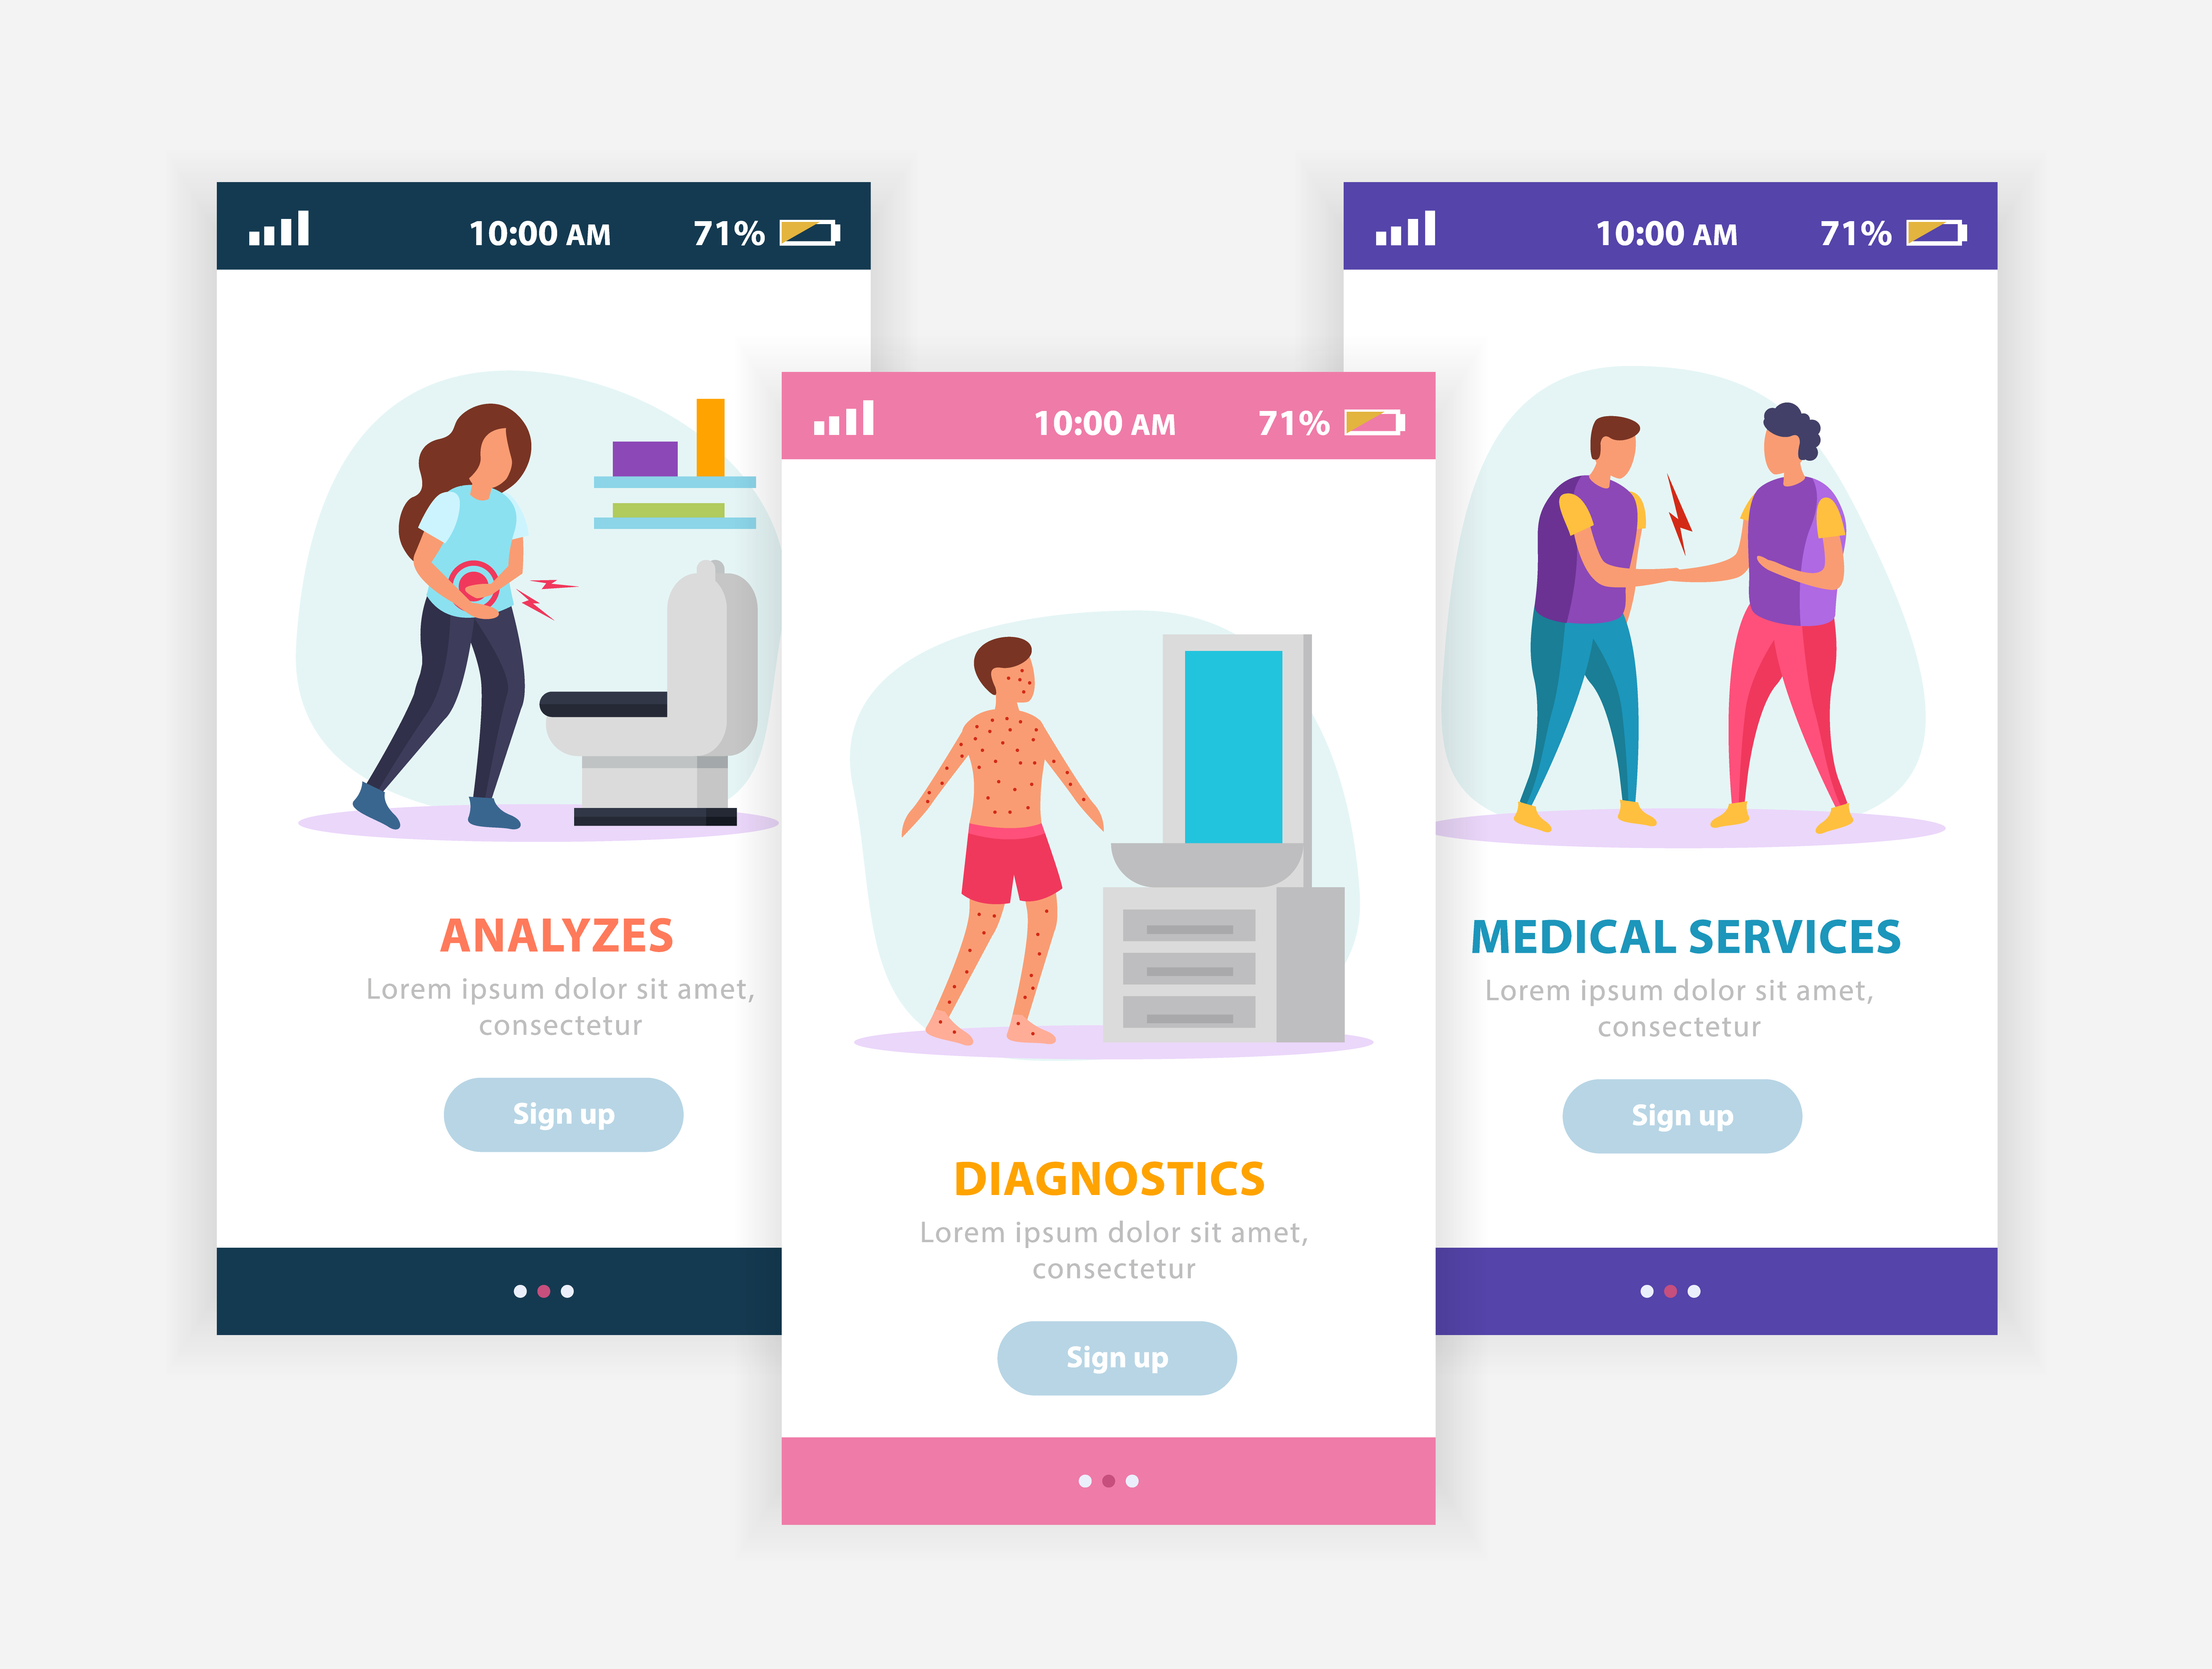 10:00 AM 71%
ANALYZES
Lorem ipsum dolor sit amet,
consectetur
Sign up
10:00 AM 71%
DIAGNOSTICS
Lorem ipsum dolor sit amet,
consectetur
Sign up
10:00 AM 71%
MEDICAL SERVICES
Lorem ipsum dolor sit amet,
consectetur
Sign up